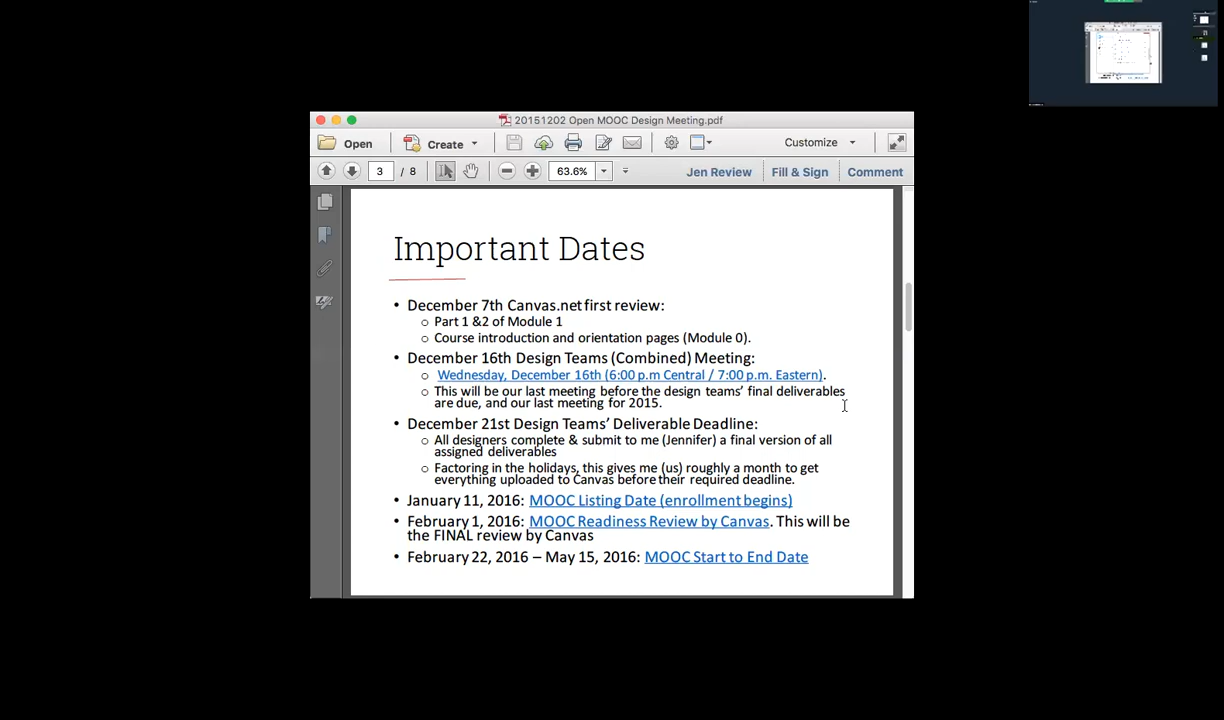 20151202 Open MOOC Design Meeting.pdf
Open Create Customize
3 / 8 63.6% Jen Review Fill & Sign Comment
Important Dates
• December 7th Canvas.net first review:
o Part 1 &2 of Module 1
o Course introduction and orientation pages (Module 0).
• December 16th Design Teams (Combined) Meeting:
o Wednesday, December 16th (6:00 p.m Central / 7:00 p.m. Eastern).
o This will be our last meeting before the design teams' final deliverables
are due, and our last meeting for 2015.
• December 21st Design Teams' Deliverable Deadline:
o All designers complete & submit to me (Jennifer) a final version of all
assigned deliverables
o Factoring in the holidays, this gives me (us) roughly a month to get
everything uploaded to Canvas before their required deadline.
• January 11, 2016: MOOC Listing Date (enrollment begins)
• February 1, 2016: MOOC Readiness Review by Canvas. This will be
the FINAL review by Canvas
• February 22, 2016 – May 15, 2016: MOOC Start to End Date